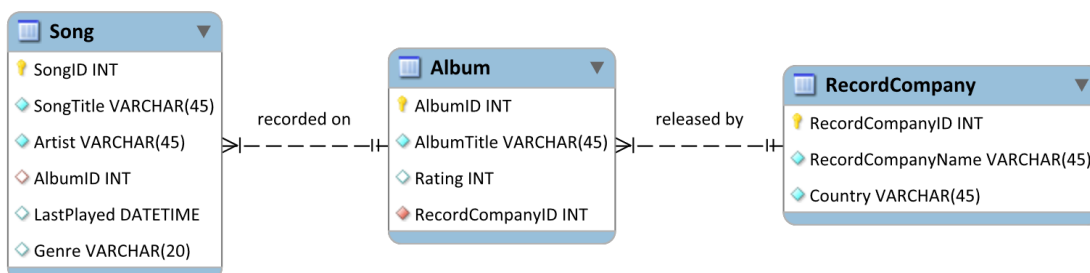 Song
SongID INT
SongTitle VARCHAR(45)
Artist VARCHAR(45)
AlbumID INT
LastPlayed DATETIME
Genre VARCHAR(20)
recorded on
Album
AlbumID INT
AlbumTitle VARCHAR(45)
Rating INT
RecordCompanyID INT
released by
RecordCompany
RecordCompanyID INT
RecordCompanyName VARCHAR(45)
Country VARCHAR(45)